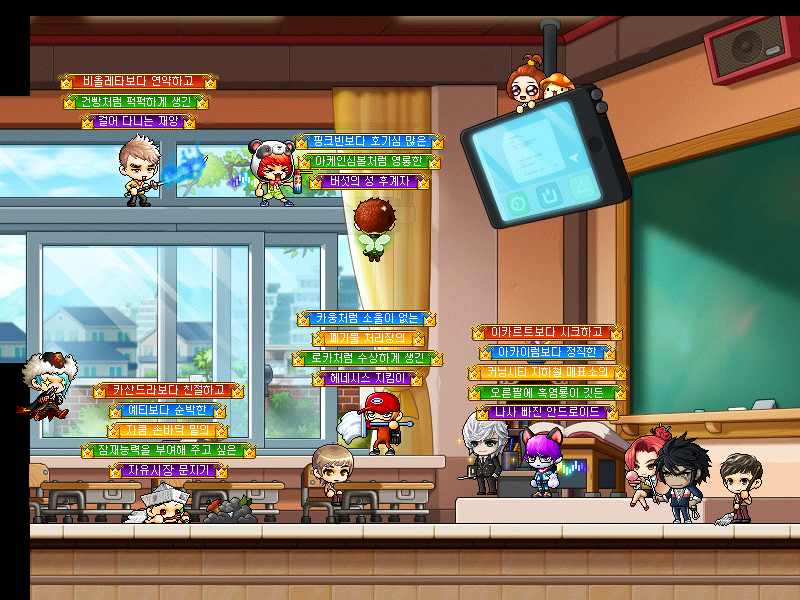 비올레타보다 연약하고
건빵처럼 퍽퍽하게 생긴
걸어 다니는 재앙
핑크빈보다 호기심 많은
아케인심볼처럼 영롱한
버섯의 성 후계자
카웅처럼 소울이 없는
폐기물 처리장의
로카처럼 수상하게 생긴
헤네시스 지킴이
이카르트보다 시크하고
아카이럼보다 정직한
커닝시티 지하철 매표소의
오른팔에 흑염룡이 깃든
나사 빠진 안드로이드
카산드라보다 친절하고
예티보다 순박한
자쿰 손바닥 밑의
잠재능력을 부여해 주고 싶은
자유시장 문지기